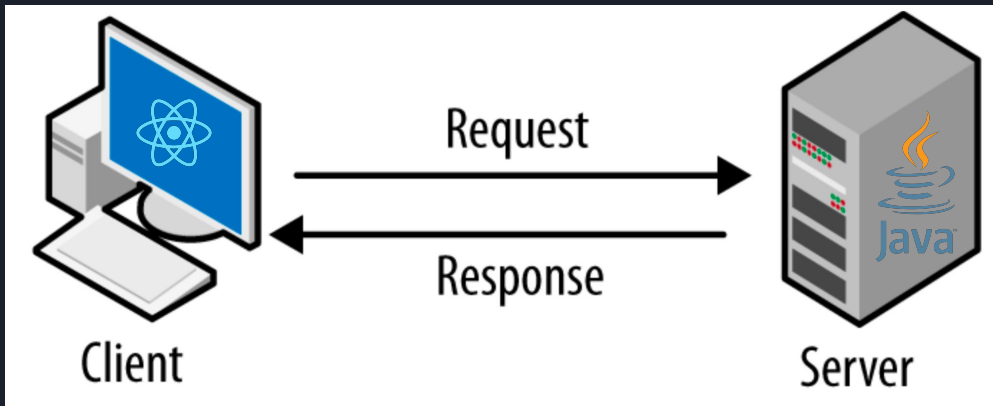 Request
Java
Response
Client
Server